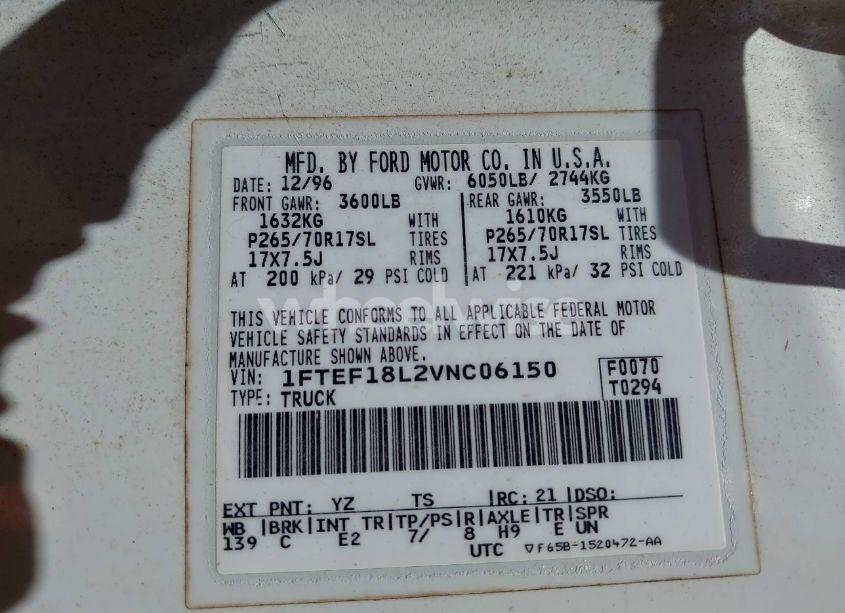 MFD. BY FORD MOTOR CO. IN U.S.A.
DATE: 12/96 GVWR: 6050LB/ 2744KG
FRONT GAWR: 3600LB REAR GAWR: 3550LB
1632KG WITH 1610KG WITH
P265/70R17SL TIRES P265/70R17SL TIRES
17X7.5J RIMS 17X7.5J RIMS
AT 200 kPa/ 29 PSI COLD AT 221 kPa/ 32 PSI COLD
THIS VEHICLE CONFORMS TO ALL APPLICABLE FEDERAL MOTOR
VEHICLE SAFETY STANDARDS IN EFFECT ON THE DATE OF
MANUFACTURE SHOWN ABOVE.
VIN: 1FTEF18L2VNC06150 F0070
TYPE: TRUCK T0294
EXT PNT: YZ TS RC: 21 DSO:
WB BRK INT TR TP/PS R AXLE TR SPR
139 C E2 7/ 8 H9 E UN
UTC ▽F65B-1520472-AA